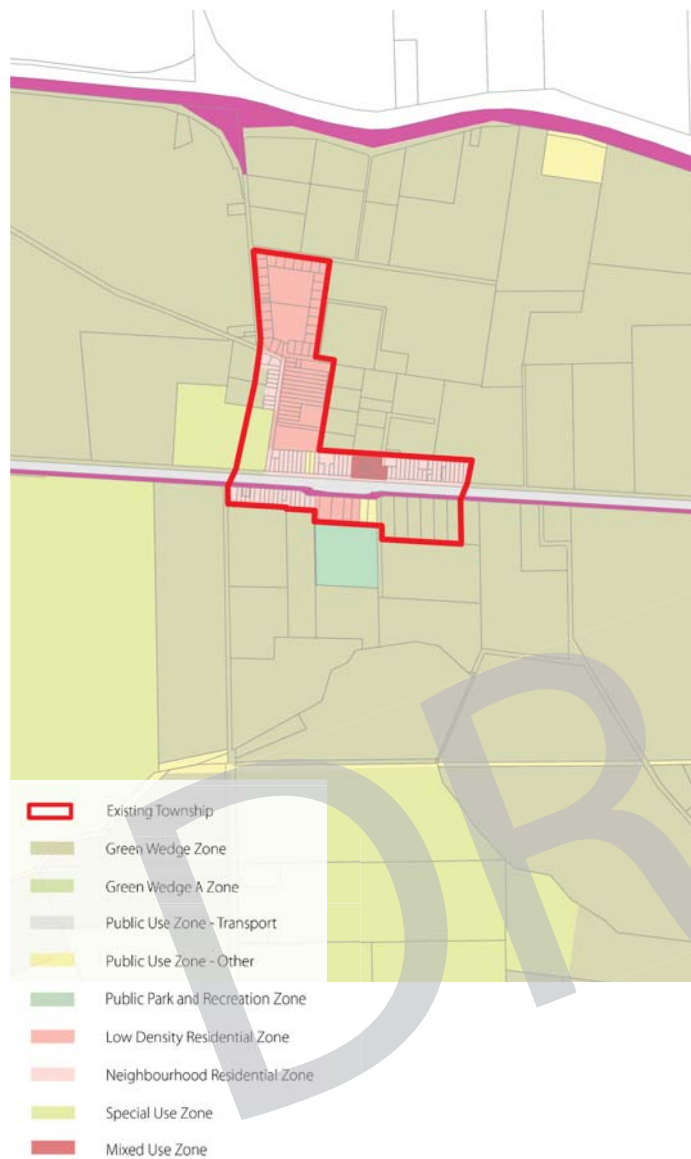 Existing Township
Green Wedge Zone
Green Wedge A Zone
Public Use Zone - Transport
Public Use Zone - Other
Public Park and Recreation Zone
Low Density Residential Zone
Neighbourhood Residential Zone
Special Use Zone
Mixed Use Zone
DR